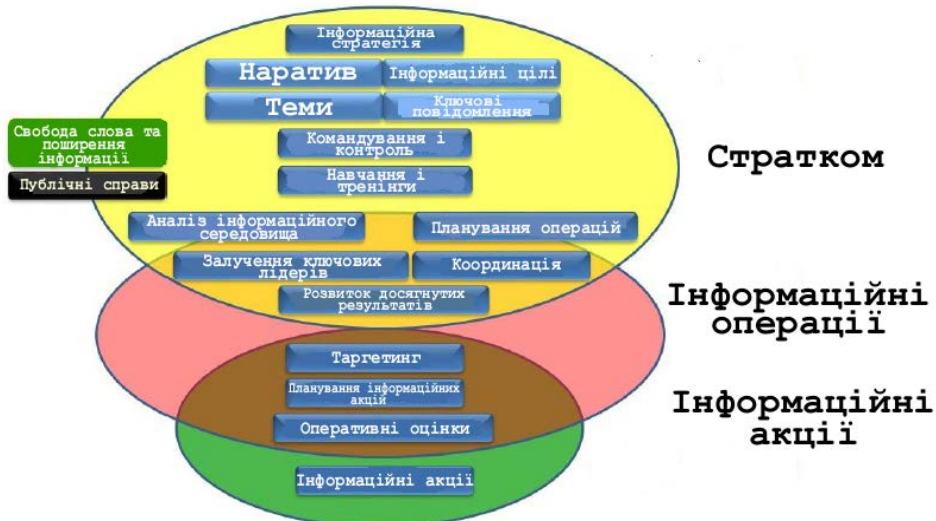 Інформаційна
стратегія
Наратив
Інформаційні цілі
Теми
Ключові
повідомлення
Свобода слова та
поширення
інформації
Публічні справи
Командування і
контроль
Навчання і
тренінги
Стратком
Аналіз інформаційного
середовища
Планування операцій
Залучення ключових
лідерів
Координація
Розвиток досягнутих
результатів
Інформаційні
операції
Таргетинг
Планування інформаційних
акцій
Оперативні оцінки
Інформаційні
акції
Інформаційні акції